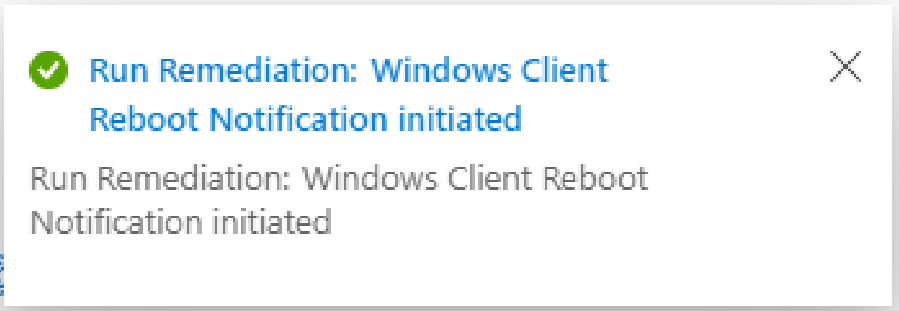 Run Remediation: Windows Client
Reboot Notification initiated
Run Remediation: Windows Client Reboot
Notification initiated